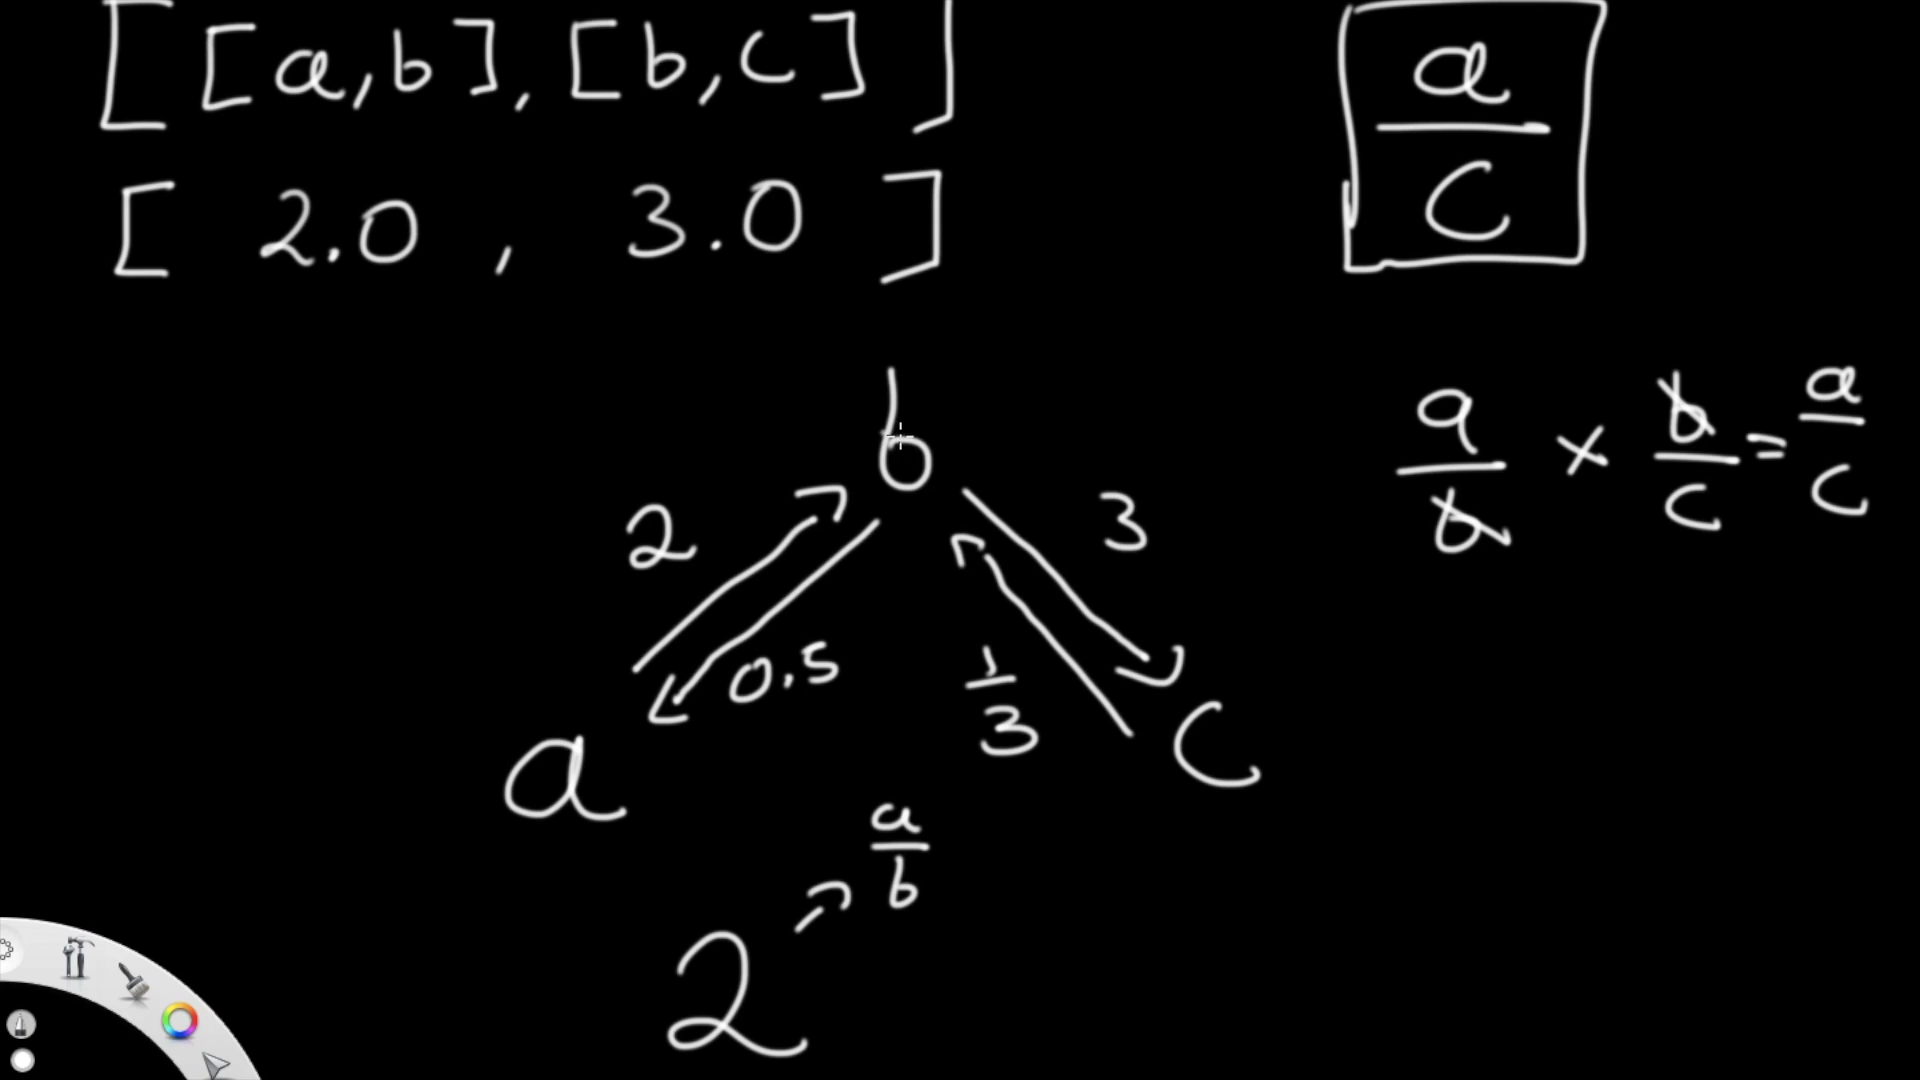 [[a,b],[b,c]]
[2.0, 3.0]
a
c
a/b × b/c = a/c
b
2
3
0.5
1/3
a
c
a/b
2